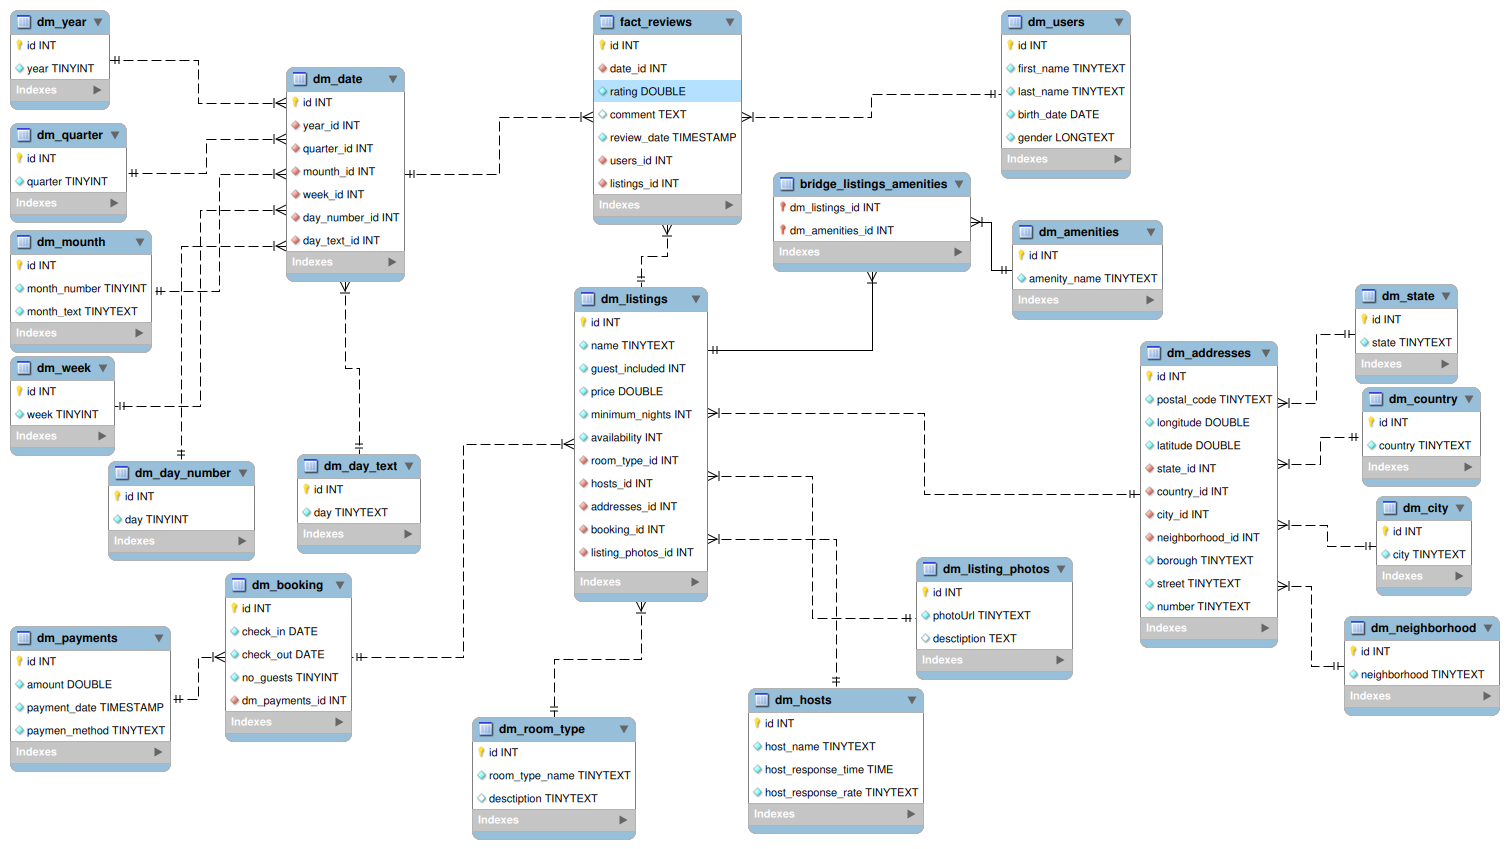 dm_year
id INT
year TINYINT
Indexes
dm_quarter
id INT
quarter TINYINT
Indexes
dm_mounth
id INT
month_number TINYINT
month_text TINYTEXT
Indexes
dm_week
id INT
week TINYINT
Indexes
dm_day_number
id INT
day TINYINT
Indexes
dm_date
id INT
year_id INT
quarter_id INT
mounth_id INT
week_id INT
day_number_id INT
day_text_id INT
Indexes
dm_day_text
id INT
day TINYTEXT
Indexes
dm_booking
id INT
check_in DATE
check_out DATE
no_guests TINYINT
dm_payments_id INT
Indexes
dm_payments
id INT
amount DOUBLE
payment_date TIMESTAMP
paymen_method TINYTEXT
Indexes
fact_reviews
id INT
date_id INT
rating DOUBLE
comment TEXT
review_date TIMESTAMP
users_id INT
listings_id INT
Indexes
dm_users
id INT
first_name TINYTEXT
last_name TINYTEXT
birth_date DATE
gender LONGTEXT
Indexes
bridge_listings_amenities
dm_listings_id INT
dm_amenities_id INT
Indexes
dm_amenities
id INT
amenity_name TINYTEXT
Indexes
dm_listings
id INT
name TINYTEXT
guest_included INT
price DOUBLE
minimum_nights INT
availability INT
room_type_id INT
hosts_id INT
addresses_id INT
booking_id INT
listing_photos_id INT
Indexes
dm_room_type
id INT
room_type_name TINYTEXT
desctiption TINYTEXT
Indexes
dm_hosts
id INT
host_name TINYTEXT
host_response_time TIME
host_response_rate TINYTEXT
Indexes
dm_listing_photos
id INT
photoUrl TINYTEXT
desctiption TEXT
Indexes
dm_addresses
id INT
postal_code TINYTEXT
longitude DOUBLE
latitude DOUBLE
state_id INT
country_id INT
city_id INT
neighborhood_id INT
borough TINYTEXT
street TINYTEXT
number TINYTEXT
Indexes
dm_state
id INT
state TINYTEXT
Indexes
dm_country
id INT
country TINYTEXT
Indexes
dm_city
id INT
city TINYTEXT
Indexes
dm_neighborhood
id INT
neighborhood TINYTEXT
Indexes